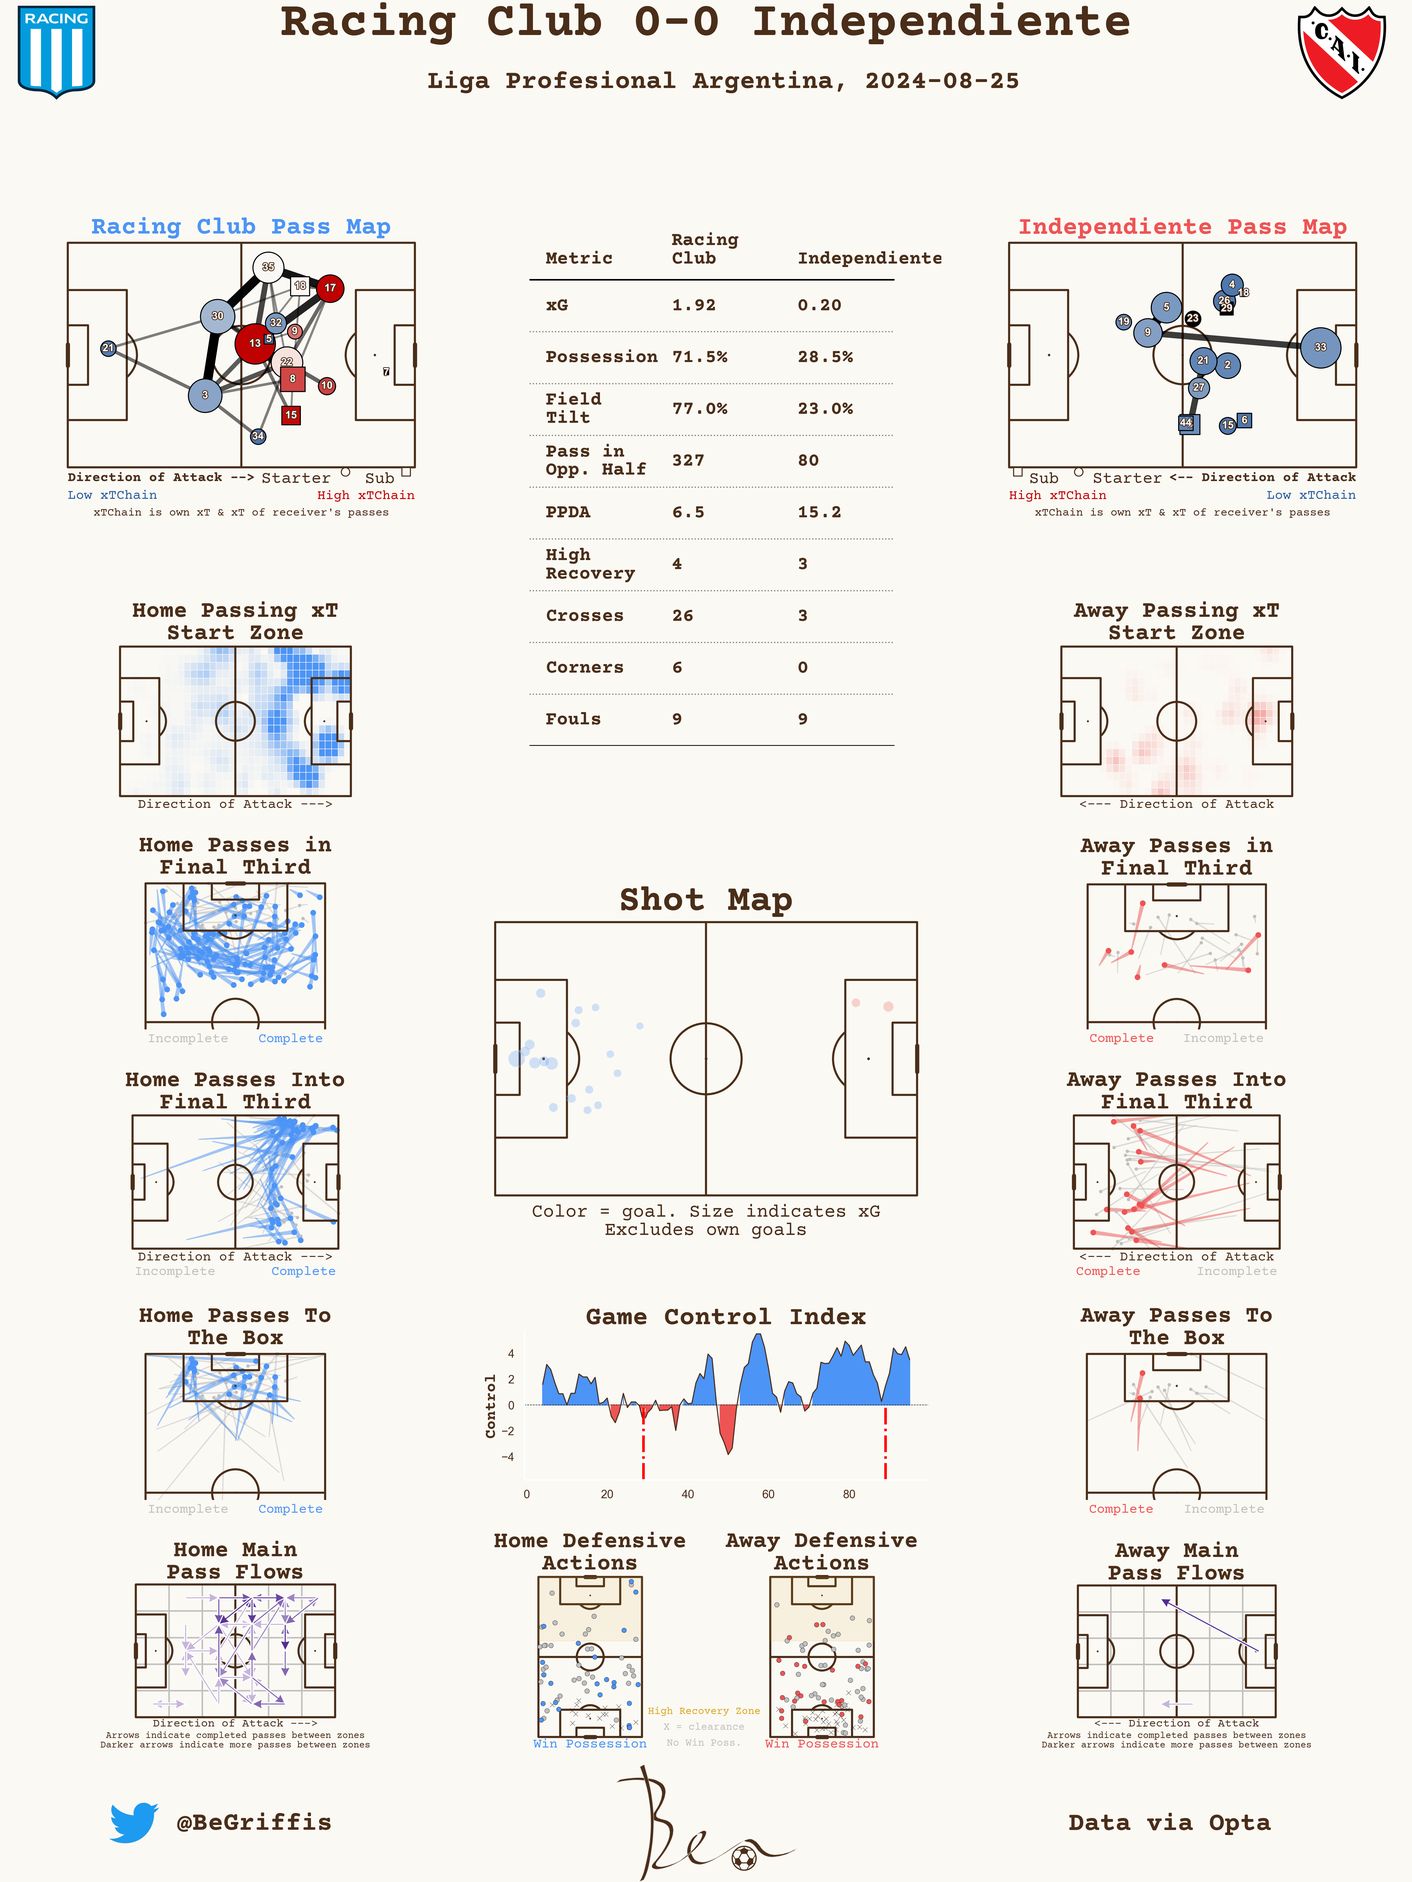 Racing Club 0-0 Independiente
Liga Profesional Argentina, 2024-08-25
RACING
C.A.I.
Racing Club Pass Map
35
18
17
30
32
9
13
5
22
21
8
10
7
3
15
34
Direction of Attack --> Starter Sub
Low xTChain High xTChain
xTChain is own xT & xT of receiver's passes
Metric Racing Club Independiente
xG 1.92 0.20
Possession 71.5% 28.5%
Field Tilt 77.0% 23.0%
Pass in Opp. Half 327 80
PPDA 6.5 15.2
High Recovery 4 3
Crosses 26 3
Corners 6 0
Fouls 9 9
Independiente Pass Map
4
18
26
29
5
19
23
9
33
21
2
27
44
15
6
Sub Starter <-- Direction of Attack
High xTChain Low xTChain
xTChain is own xT & xT of receiver's passes
Home Passing xT
Start Zone
Direction of Attack --->
Away Passing xT
Start Zone
<--- Direction of Attack
Home Passes in
Final Third
Incomplete Complete
Away Passes in
Final Third
Complete Incomplete
Shot Map
Color = goal. Size indicates xG
Excludes own goals
Home Passes Into
Final Third
Direction of Attack --->
Incomplete Complete
Away Passes Into
Final Third
<--- Direction of Attack
Complete Incomplete
Home Passes To
The Box
Incomplete Complete
Game Control Index
Control
4
2
0
−2
−4
0 20 40 60 80
Away Passes To
The Box
Complete Incomplete
Home Main
Pass Flows
Direction of Attack --->
Arrows indicate completed passes between zones
Darker arrows indicate more passes between zones
Home Defensive
Actions
Win Possession
Away Defensive
Actions
Win Possession
High Recovery Zone
X = clearance
No Win Poss.
Away Main
Pass Flows
<--- Direction of Attack
Arrows indicate completed passes between zones
Darker arrows indicate more passes between zones
@BeGriffis
Ben
Data via Opta